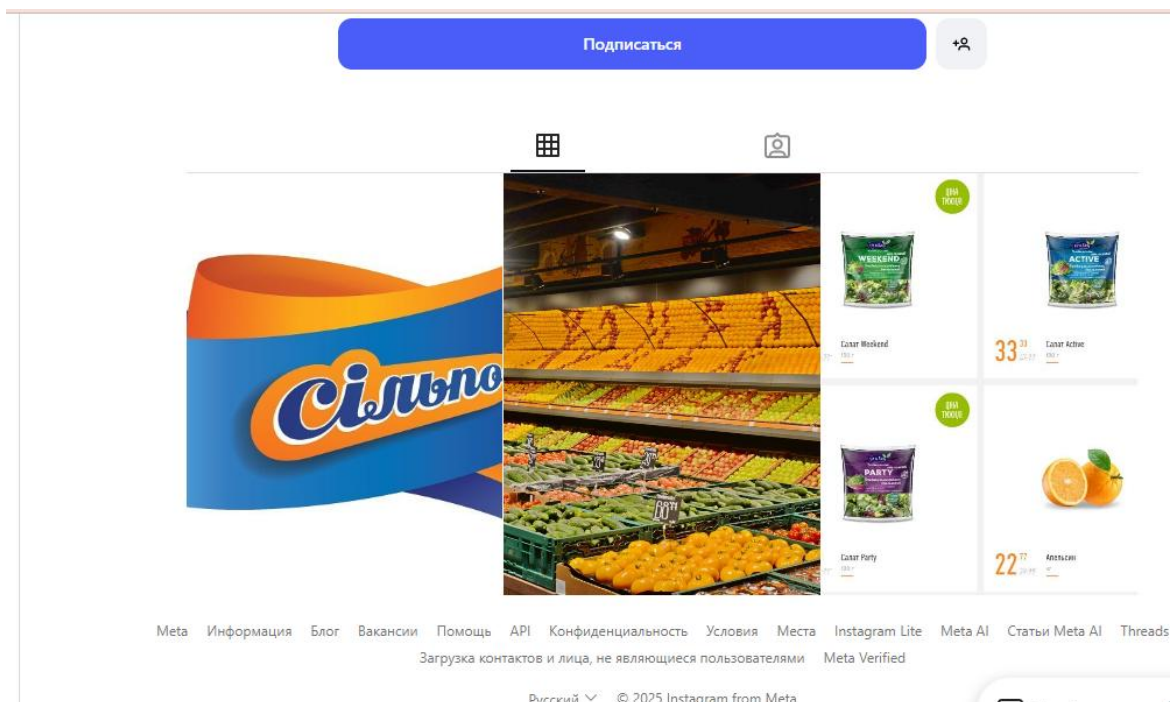 Подписаться
Сільпо
ЦІНА
ТИЖНЯ
WEEKEND
ACTIVE
Салат Weekend
33 33
Салат Active
68
ЦІНА
ТИЖНЯ
PARTY
Салат Party
22 77
Апельсин
Meta Информация Блог Вакансии Помощь API Конфиденциальность Условия Места Instagram Lite Meta AI Статьи Meta AI Threads
Загрузка контактов и лица, не являющиеся пользователями Meta Verified
Русский © 2025 Instagram from Meta